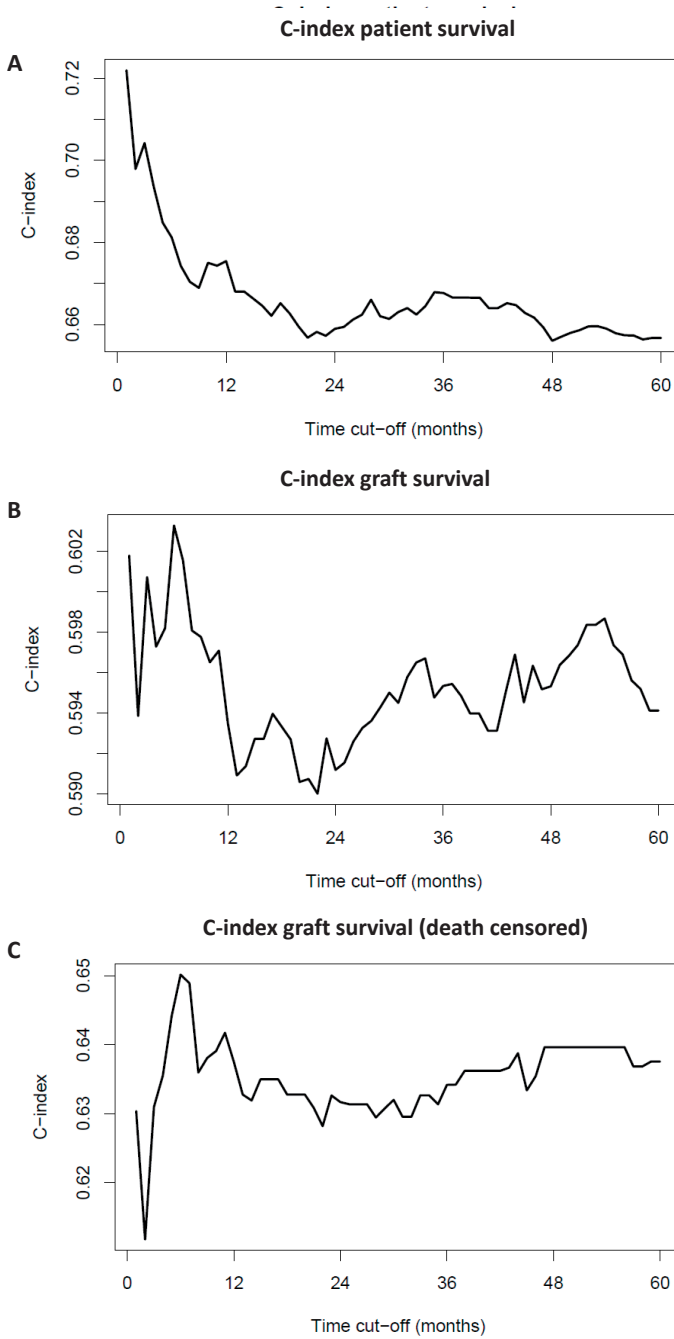 C-index patient survival
A
0.72
0.70
0.68
0.66
C-index
0 12 24 36 48 60
Time cut-off (months)
C-index graft survival
B
0.602
0.598
0.594
0.590
C-index
0 12 24 36 48 60
Time cut-off (months)
C-index graft survival (death censored)
C
0.65
0.64
0.63
0.62
C-index
0 12 24 36 48 60
Time cut-off (months)